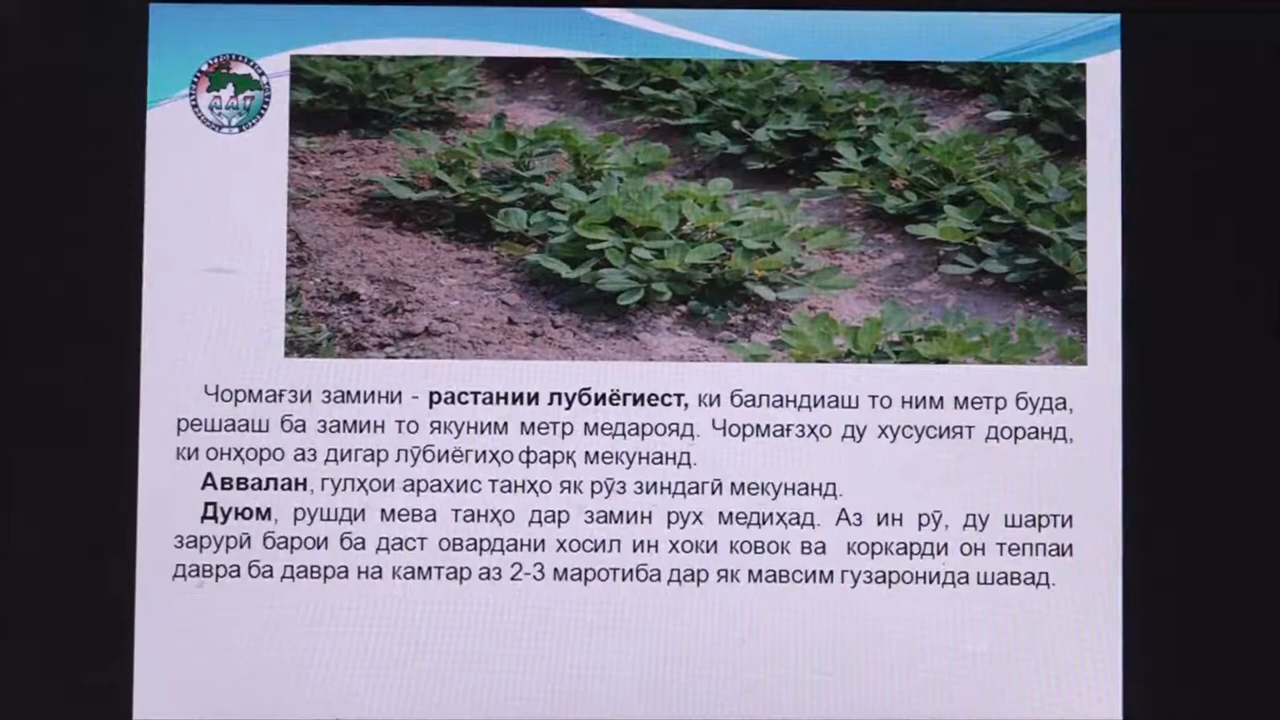 ААТ
Чормағзи замини - растании лубиёгиест, ки баландиаш то ним метр буда,
решааш ба замин то якуним метр медарояд. Чормағзҳо ду хусусият доранд,
ки онҳоро аз дигар лӯбиёгиҳо фарқ мекунанд.
Аввалан, гулҳои арахис танҳо як рӯз зиндагӣ мекунанд.
Дуюм, рушди мева танҳо дар замин рух медиҳад. Аз ин рӯ, ду шарти
зарурӣ барои ба даст овардани хосил ин хоки ковок ва коркарди он теппаи
давра ба давра на камтар аз 2-3 маротиба дар як мавсим гузаронида шавад.